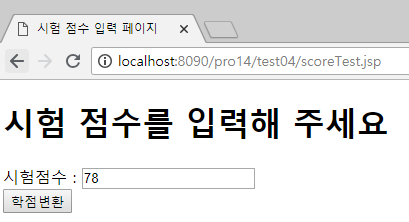 시험 점수 입력 페이지
localhost:8090/pro14/test04/scoreTest.jsp
시험 점수를 입력해 주세요
시험점수 : 78
학점변환